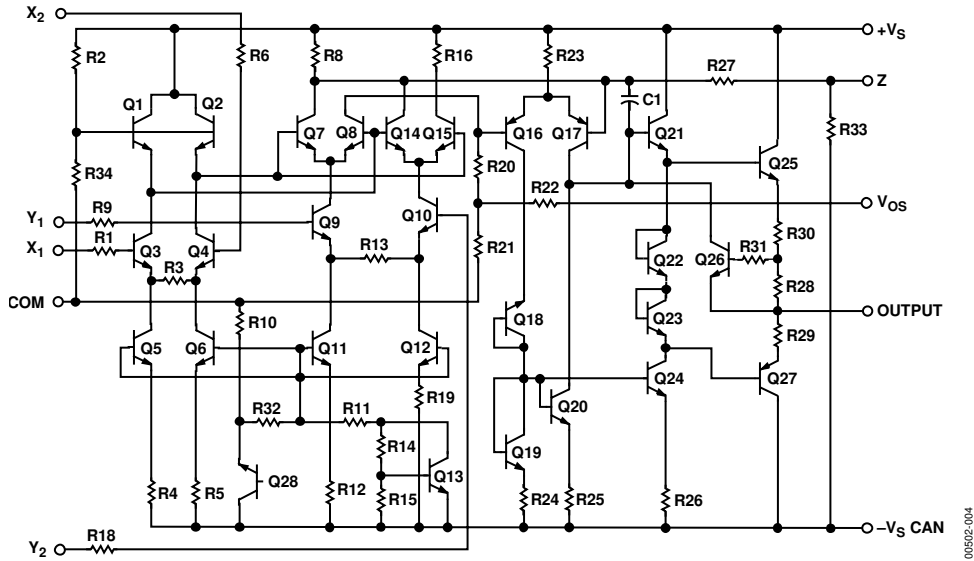 X2
+VS
R2
R6
R8
R16
R23
R27
Z
C1
Q1
Q2
Q7
Q8
Q14
Q15
Q16
Q17
Q21
R33
Q25
R34
R20
R22
VOS
Y1
R9
Q9
Q10
X1
R1
Q3
Q4
R3
R13
R21
Q22
Q26
R31
R30
R28
COM
R10
Q18
Q23
OUTPUT
R29
Q5
Q6
Q11
Q12
Q24
Q27
R19
Q20
R32
R11
R14
Q19
Q28
Q13
R4
R5
R12
R15
R24
R25
R26
–VS CAN
Y2
R18
00502-004